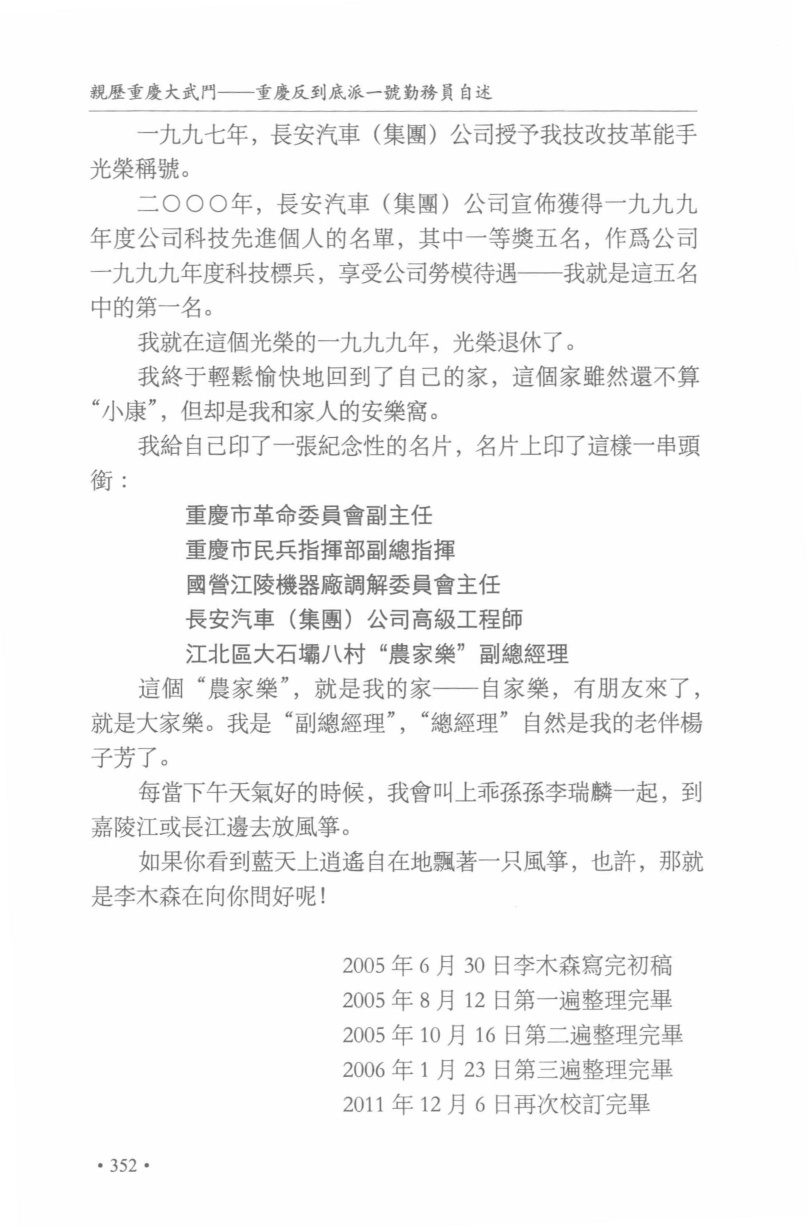 親歷重慶大武鬥——重慶反到底派一號勤務員自述
一九九七年，長安汽車（集團）公司授予我技改技革能手
光榮稱號。
二〇〇〇年，長安汽車（集團）公司宣佈獲得一九九九
年度公司科技先進個人的名單，其中一等獎五名，作爲公司
一九九九年度科技標兵，享受公司勞模待遇——我就是這五名
中的第一名。
我就在這個光榮的一九九九年，光榮退休了。
我終于輕鬆愉快地回到了自己的家，這個家雖然還不算
“小康”，但却是我和家人的安樂窩。
我給自己印了一張紀念性的名片，名片上印了這樣一串頭
銜：
重慶市革命委員會副主任
重慶市民兵指揮部副總指揮
國營江陵機器廠調解委員會主任
長安汽車（集團）公司高級工程師
江北區大石壩八村“農家樂”副總經理
這個“農家樂”，就是我的家——自家樂，有朋友來了，
就是大家樂。我是“副總經理”，“總經理”自然是我的老伴楊
子芳了。
每當下午天氣好的時候，我會叫上乖孫孫李瑞麟一起，到
嘉陵江或長江邊去放風箏。
如果你看到藍天上逍遙自在地飄著一只風箏，也許，那就
是李木森在向你問好呢！
2005 年 6 月 30 日李木森寫完初稿
2005 年 8 月 12 日第一遍整理完畢
2005 年 10 月 16 日第二遍整理完畢
2006 年 1 月 23 日第三遍整理完畢
2011 年 12 月 6 日再次校訂完畢
• 352 •